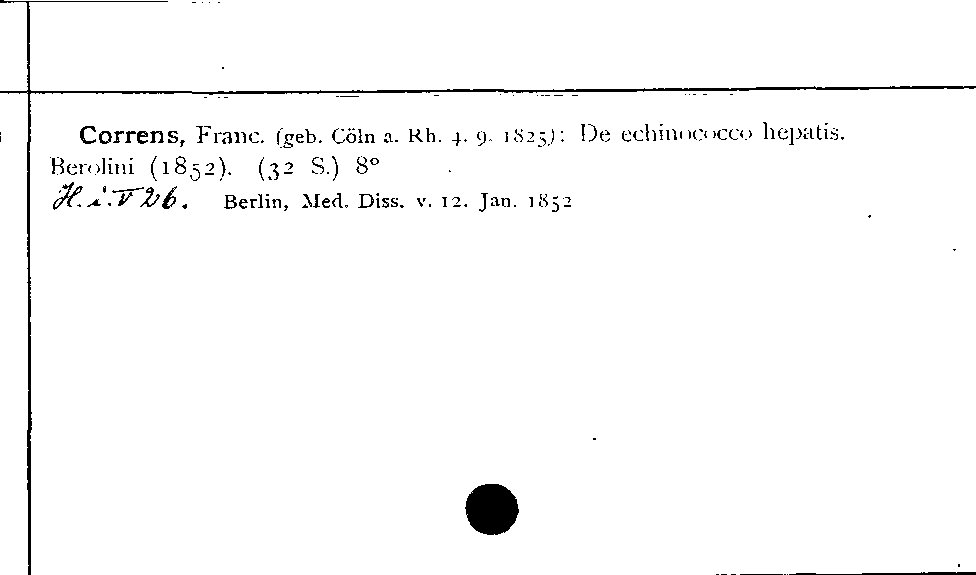 Correns, Franc. (geb. Cöln a. Rh. 4. 9. 1825): De echinococco hepatis.
Berolini (1852). (32 S.) 8°
H. i. V 26. Berlin, Med. Diss. v. 12. Jan. 1852